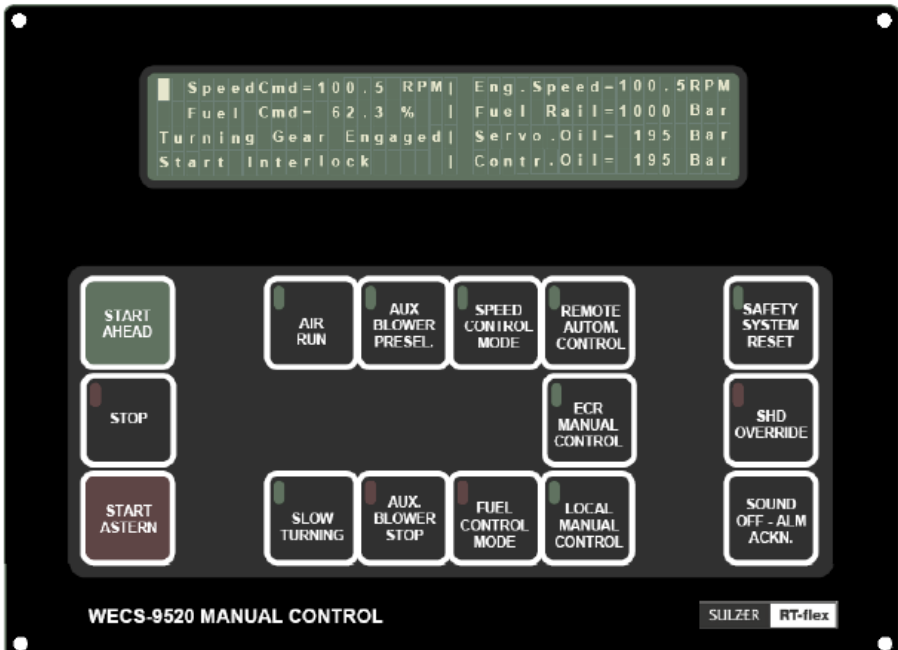 SpeedCmd=100.5 RPM| Eng.Speed=100.5RPM
Fuel Cmd= 62.3 % | Fuel Rail=1000 Bar
Turning Gear Engaged| Servo.Oil= 195 Bar
Start Interlock | Contr.Oil= 195 Bar
START
AHEAD
AIR
RUN
AUX
BLOWER
PRESEL.
SPEED
CONTROL
MODE
REMOTE
AUTOM.
CONTROL
SAFETY
SYSTEM
RESET
STOP
ECR
MANUAL
CONTROL
SHD
OVERRIDE
START
ASTERN
SLOW
TURNING
AUX.
BLOWER
STOP
FUEL
CONTROL
MODE
LOCAL
MANUAL
CONTROL
SOUND
OFF - ALM
ACKN.
WECS-9520 MANUAL CONTROL
SULZER RT-flex